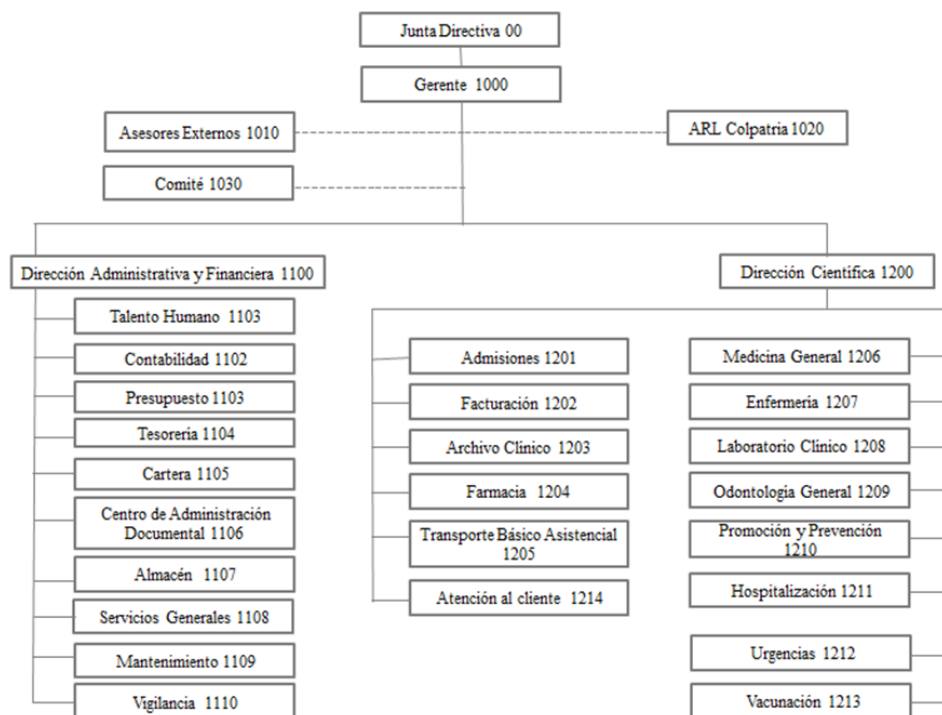 Junta Directiva 00
Gerente 1000
Asesores Externos 1010
ARL Colpatria 1020
Comité 1030
Dirección Administrativa y Financiera 1100
Dirección Científica 1200
Talento Humano 1103
Contabilidad 1102
Presupuesto 1103
Tesorería 1104
Cartera 1105
Centro de Administración
Documental 1106
Almacén 1107
Servicios Generales 1108
Mantenimiento 1109
Vigilancia 1110
Admisiones 1201
Facturación 1202
Archivo Clínico 1203
Farmacia 1204
Transporte Básico Asistencial
1205
Atención al cliente 1214
Medicina General 1206
Enfermería 1207
Laboratorio Clínico 1208
Odontología General 1209
Promoción y Prevención
1210
Hospitalización 1211
Urgencias 1212
Vacunación 1213